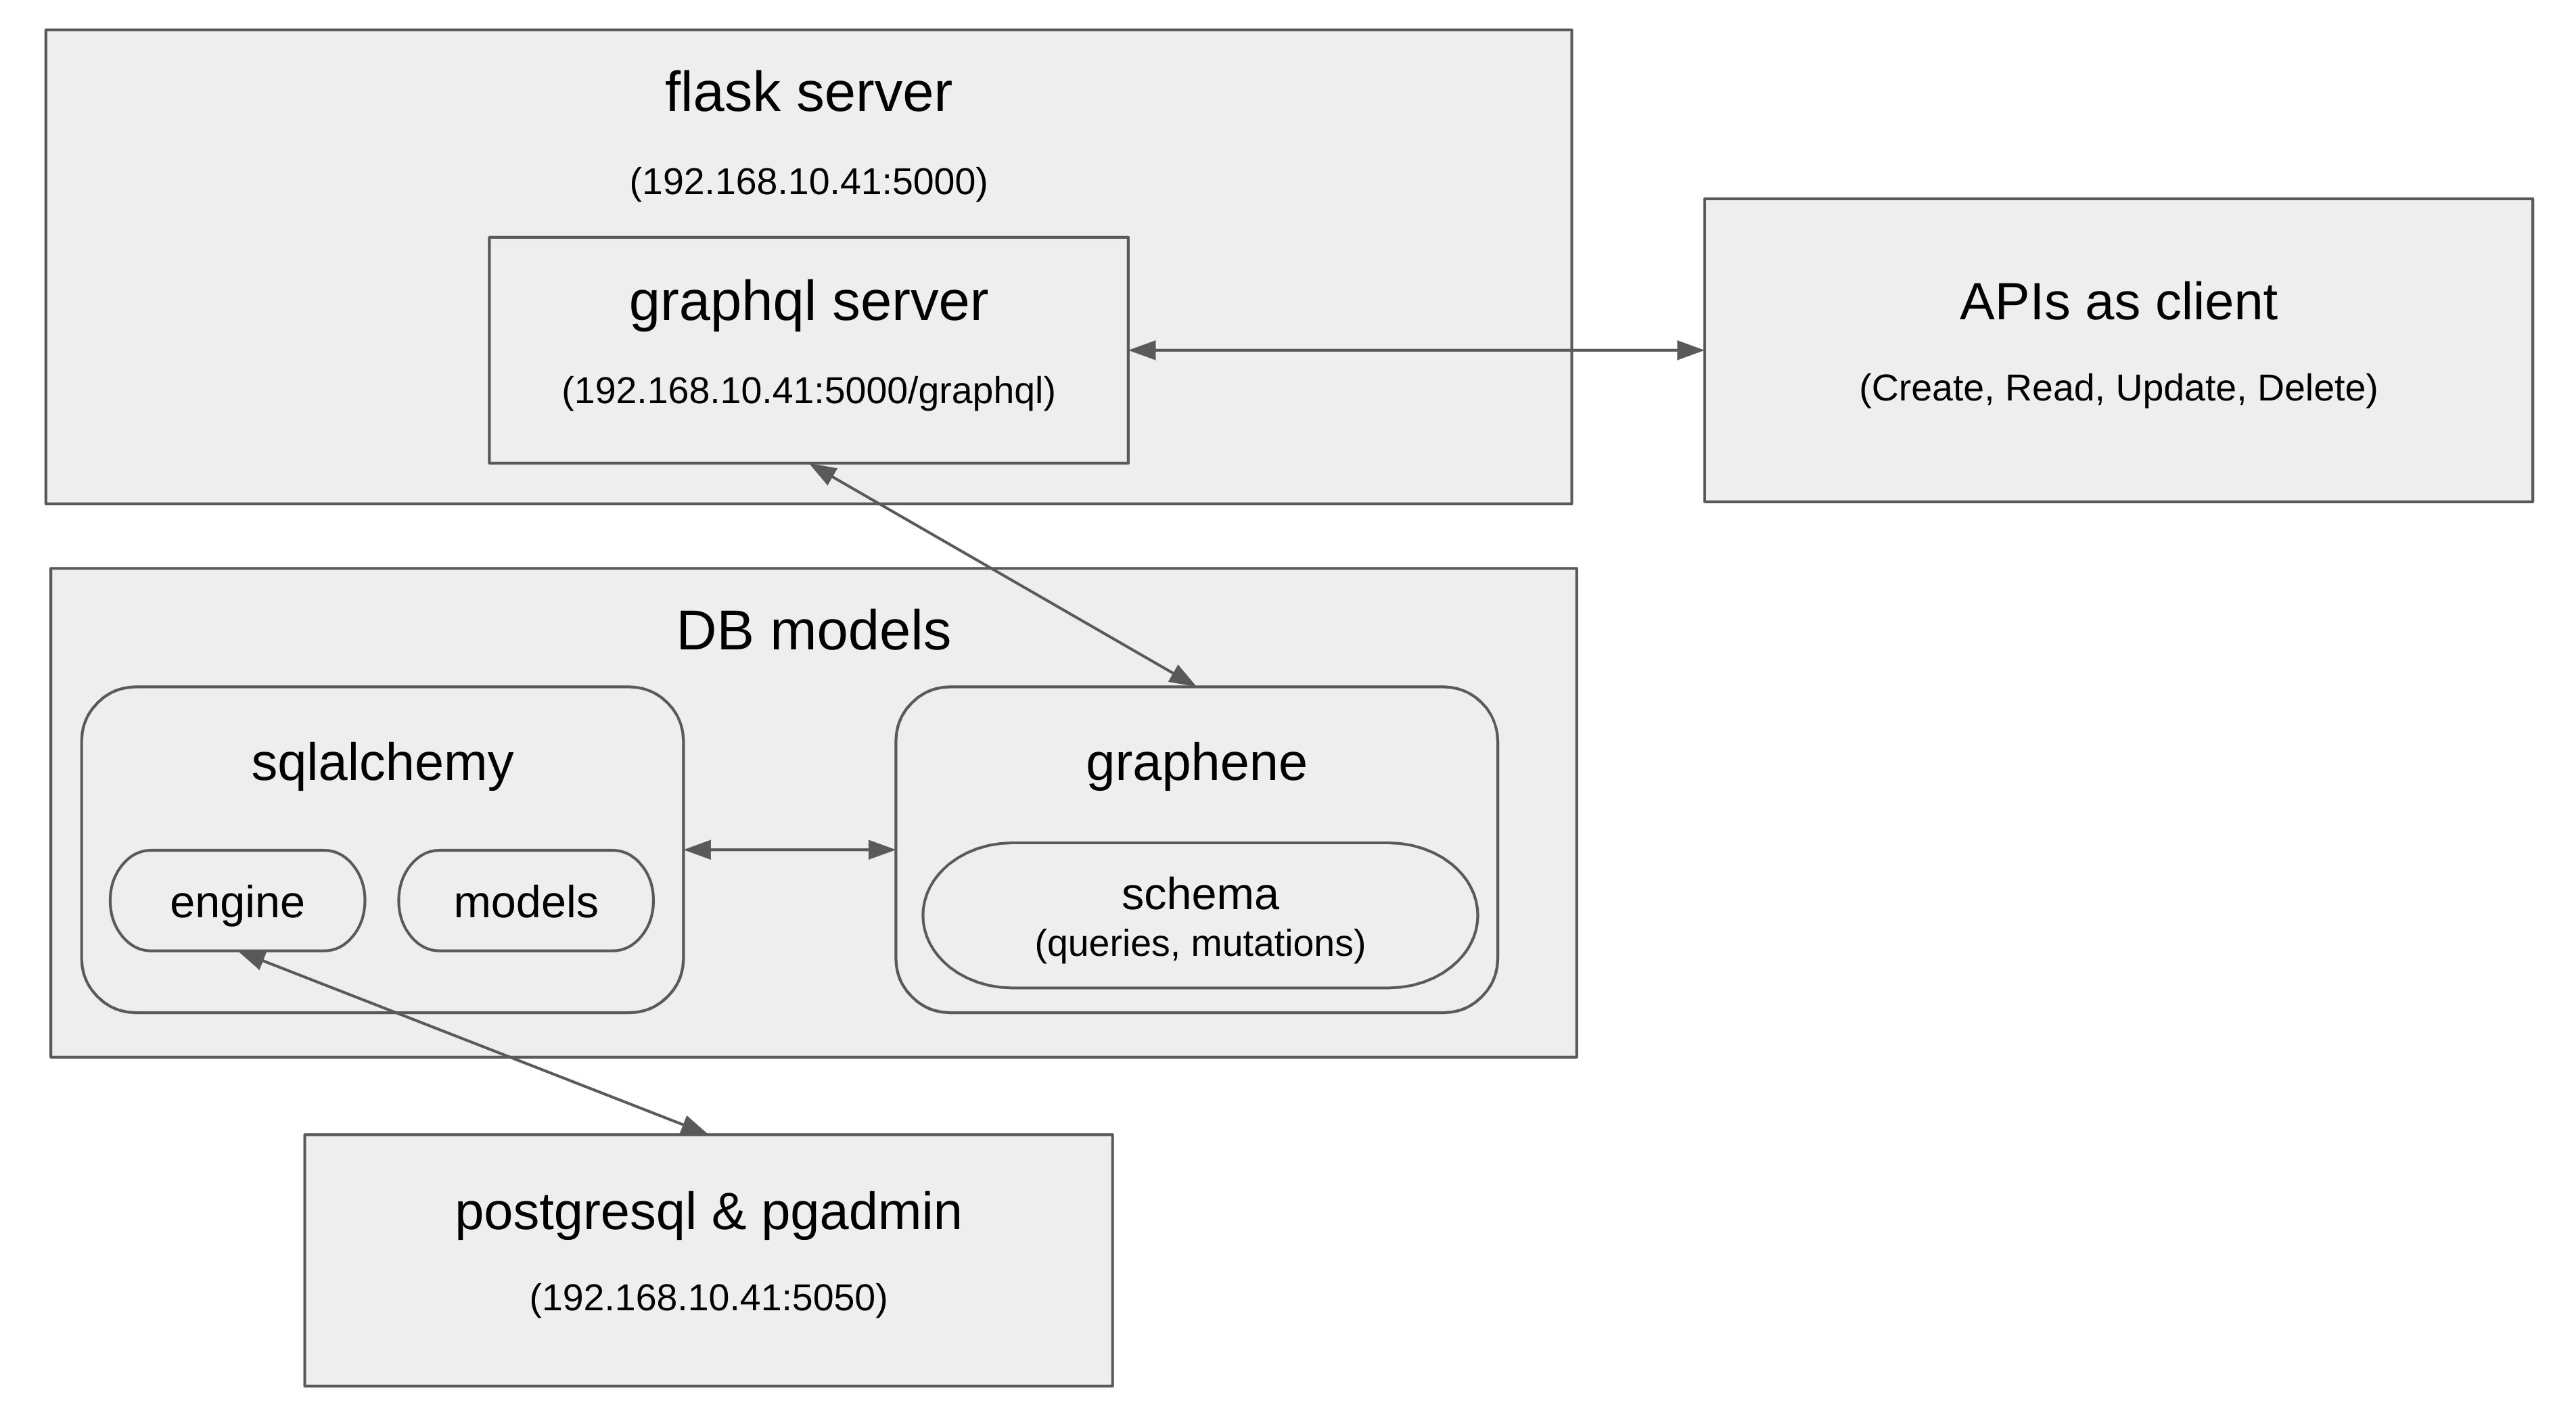 flask server
(192.168.10.41:5000)
graphql server
(192.168.10.41:5000/graphql)
APIs as client
(Create, Read, Update, Delete)
DB models
sqlalchemy
engine
models
graphene
schema
(queries, mutations)
postgresql & pgadmin
(192.168.10.41:5050)